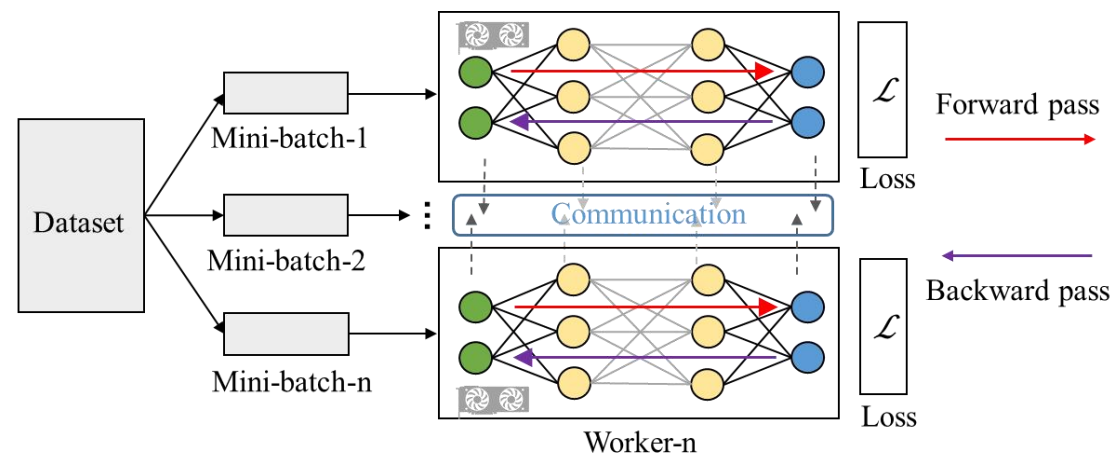 Dataset
Mini-batch-1
Mini-batch-2
Mini-batch-n
Communication
Worker-n
ℒ
Loss
ℒ
Loss
Forward pass
Backward pass